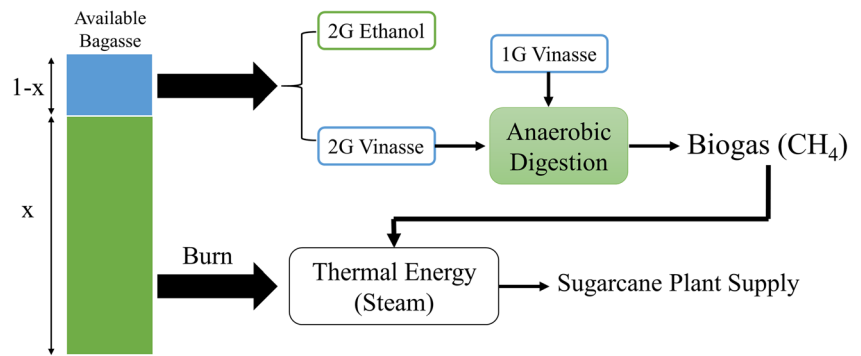 Available
Bagasse
1-x
x
2G Ethanol
2G Vinasse
1G Vinasse
Anaerobic
Digestion
Biogas (CH₄)
Burn
Thermal Energy
(Steam)
Sugarcane Plant Supply